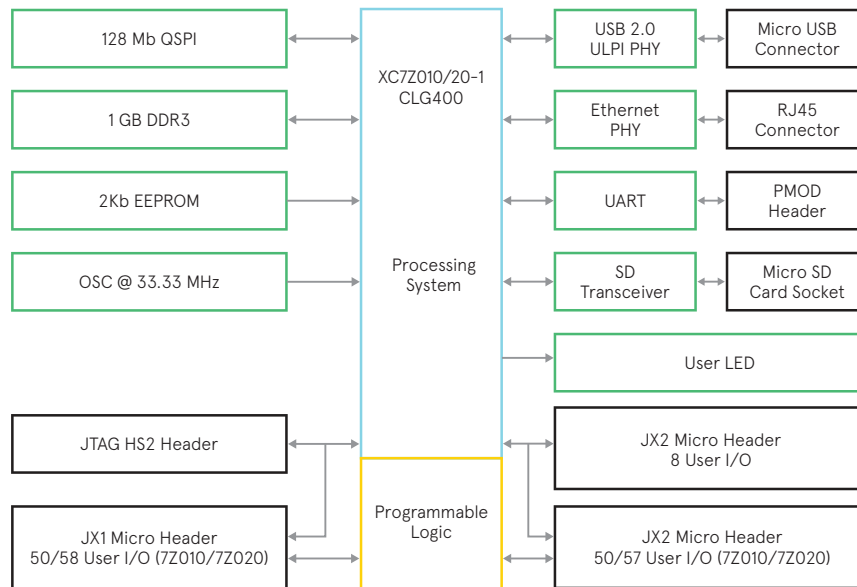 128 Mb QSPI
1 GB DDR3
2Kb EEPROM
OSC @ 33.33 MHz
JTAG HS2 Header
JX1 Micro Header
50/58 User I/O (7Z010/7Z020)
XC7Z010/20-1
CLG400
Processing
System
Programmable
Logic
USB 2.0
ULPI PHY
Micro USB
Connector
Ethernet
PHY
RJ45
Connector
UART
PMOD
Header
SD
Transceiver
Micro SD
Card Socket
User LED
JX2 Micro Header
8 User I/O
JX2 Micro Header
50/57 User I/O (7Z010/7Z020)